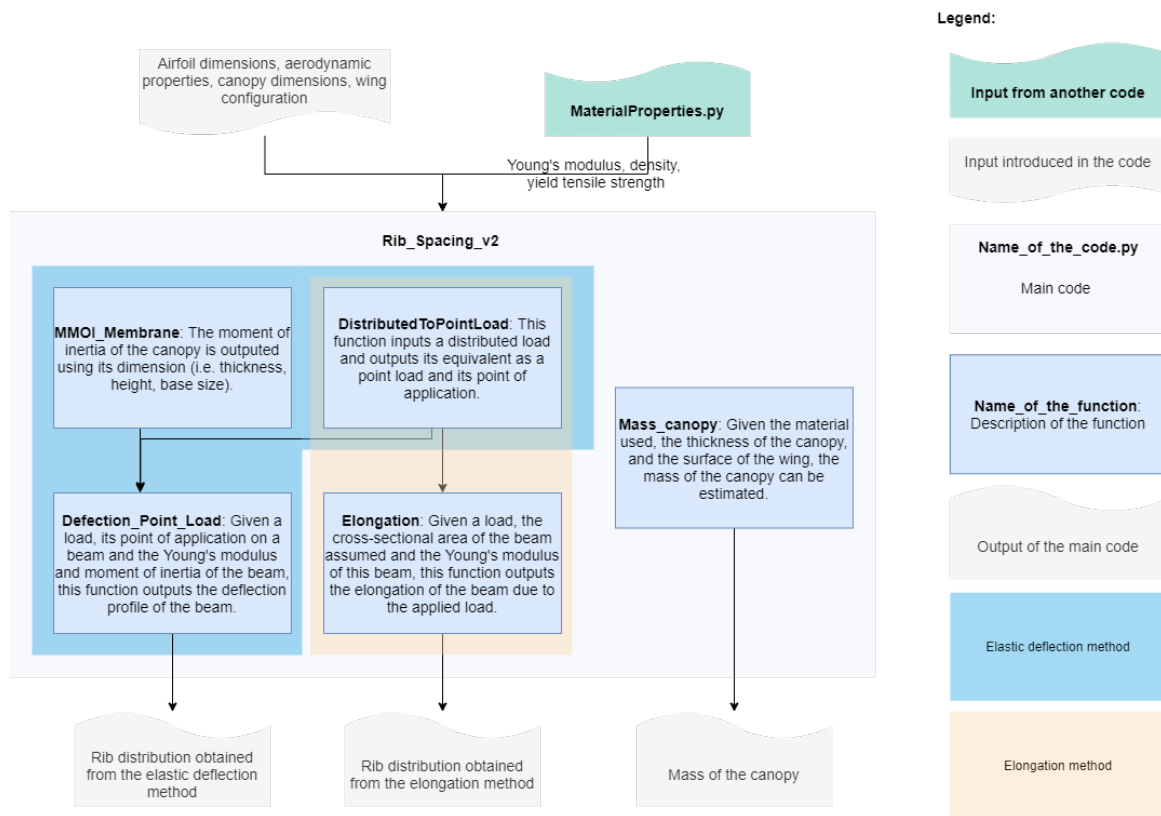 Legend:
Airfoil dimensions, aerodynamic
properties, canopy dimensions, wing
configuration
MaterialProperties.py
Young's modulus, density,
yield tensile strength
Rib_Spacing_v2
MMOI_Membrane: The moment of
inertia of the canopy is outputed
using its dimension (i.e. thickness,
height, base size).
DistributedToPointLoad: This
function inputs a distributed load
and outputs its equivalent as a
point load and its point of
application.
Mass_canopy: Given the material
used, the thickness of the canopy,
and the surface of the wing, the
mass of the canopy can be
estimated.
Defection_Point_Load: Given a
load, its point of application on a
beam and the Young's modulus
and moment of inertia of the beam,
this function outputs the deflection
profile of the beam.
Elongation: Given a load, the
cross-sectional area of the beam
assumed and the Young's modulus
of this beam, this function outputs
the elongation of the beam due to
the applied load.
Rib distribution obtained
from the elastic deflection
method
Rib distribution obtained
from the elongation method
Mass of the canopy
Input from another code
Input introduced in the code
Name_of_the_code.py
Main code
Name_of_the_function:
Description of the function
Output of the main code
Elastic deflection method
Elongation method